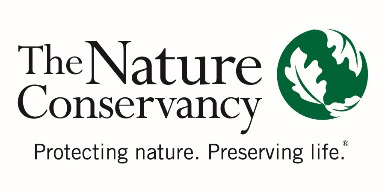 The Nature
Conservancy
Protecting nature. Preserving life.®